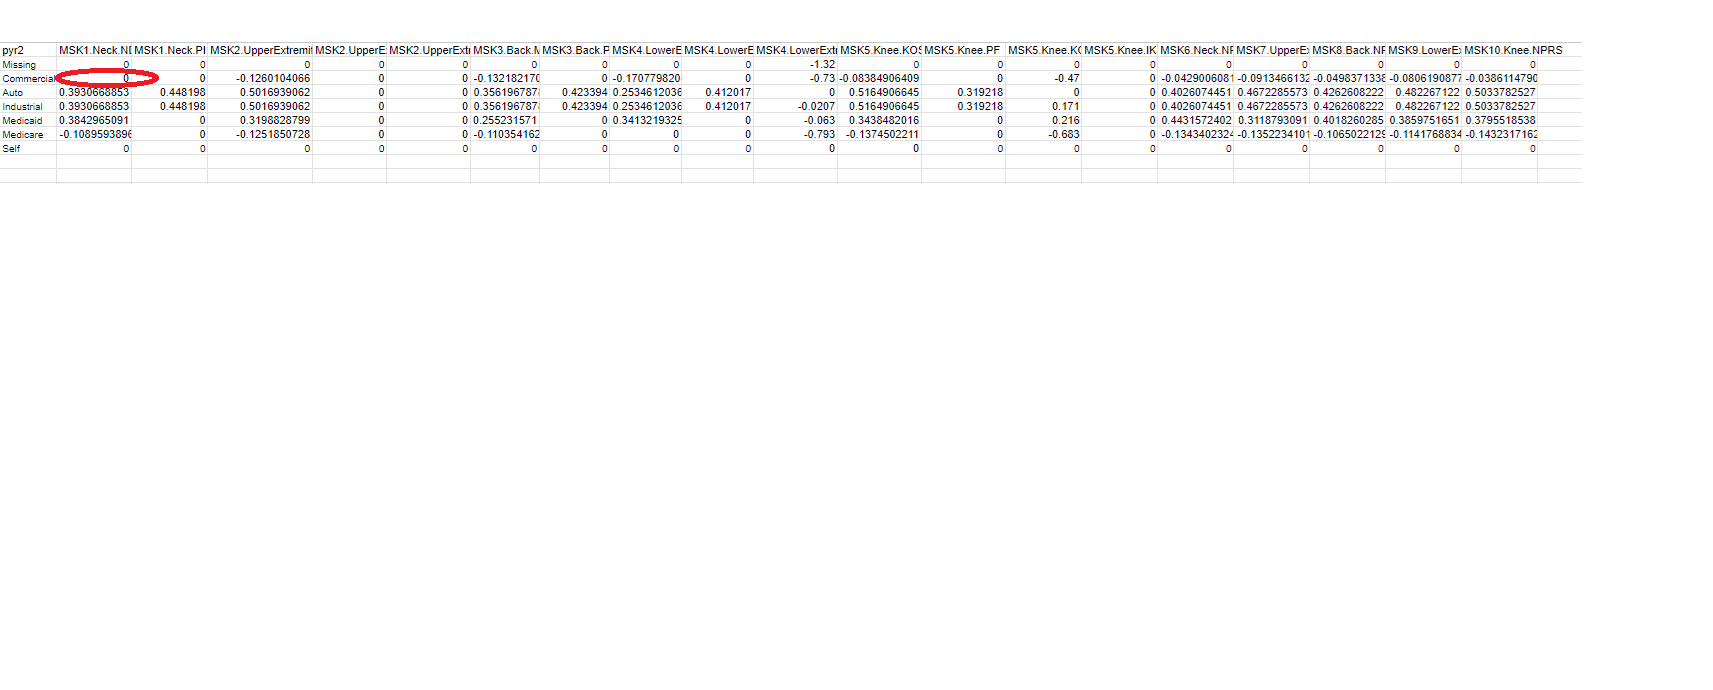 pyr2 MSK1.Neck.NI MSK1.Neck.PI MSK2.UpperExtremit MSK2.UpperE MSK2.UpperExtr MSK3.Back.M MSK3.Back.P MSK4.LowerE MSK4.LowerE MSK4.LowerExtr MSK5.Knee.KOS MSK5.Knee.PF MSK5.Knee.KO MSK5.Knee.IK MSK6.Neck.NP MSK7.UpperEx MSK8.Back.NP MSK9.LowerEx MSK10.Knee.NPRS
Missing 0 0 0 0 0 0 0 0 0 -1.32 0 0 0 0 0 0 0 0 0
Commercial 0 0 -0.1260104066 0 0 -0.132182170 0 -0.170779820 0 -0.73 -0.08384906409 0 -0.47 0 -0.0429006081 -0.0913466132 -0.0498371338 -0.0806190877 -0.0386114790
Auto 0.3930668853 0.448198 0.5016939062 0 0 0.356196787 0.423394 0.2534612036 0.412017 0 0.5164906645 0.319218 0 0 0.4026074451 0.4672285573 0.4262608222 0.482267122 0.5033782527
Industrial 0.3930668853 0.448198 0.5016939062 0 0 0.356196787 0.423394 0.2534612036 0.412017 -0.0207 0.5164906645 0.319218 0.171 0 0.4026074451 0.4672285573 0.4262608222 0.482267122 0.5033782527
Medicaid 0.3842965091 0 0.3198828799 0 0 0.255231571 0 0.3413219325 0 -0.063 0.3438482016 0 0.216 0 0.4431572402 0.3118793091 0.4018260285 0.3859751651 0.3795518538
Medicare -0.1089593896 0 -0.1251850728 0 0 -0.110354162 0 0 0 -0.793 -0.1374502211 0 -0.683 0 -0.1343402324 -0.1352234101 -0.1065022129 -0.1141768834 -0.1432317162
Self 0 0 0 0 0 0 0 0 0 0 0 0 0 0 0 0 0 0 0